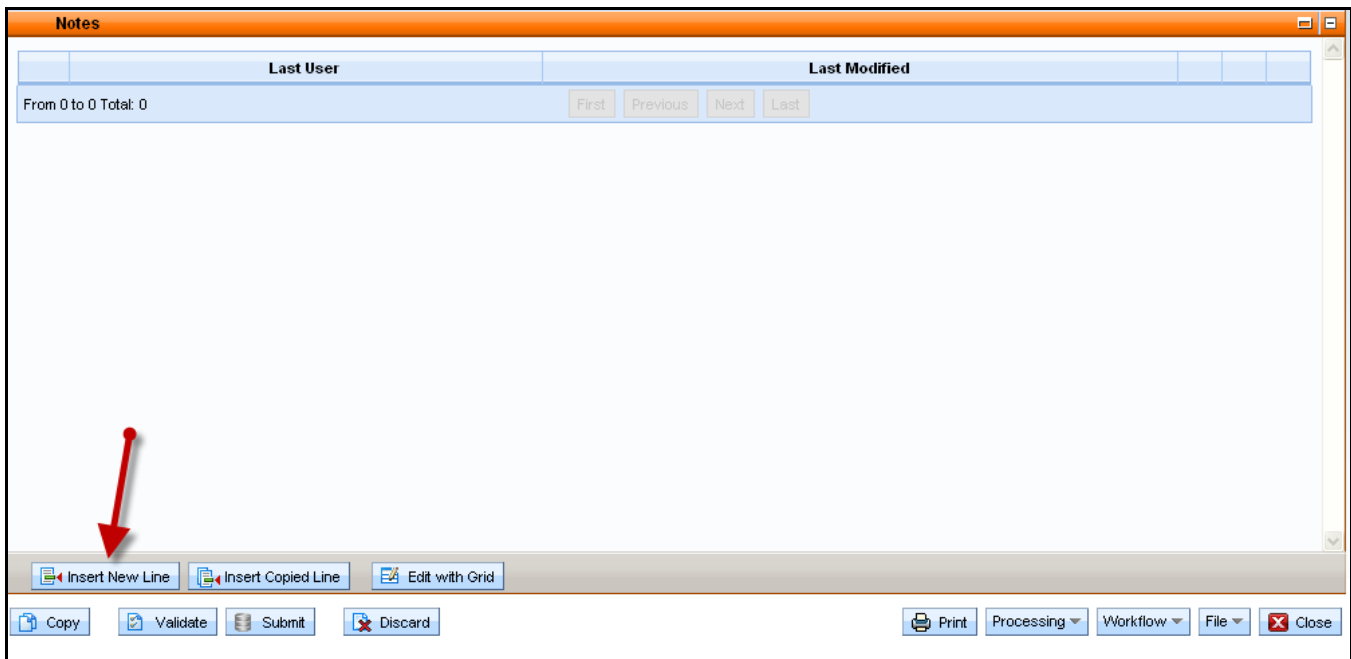 Notes
Last User Last Modified
From 0 to 0 Total: 0 First Previous Next Last
Insert New Line Insert Copied Line Edit with Grid
Copy Validate Submit Discard Print Processing Workflow File Close